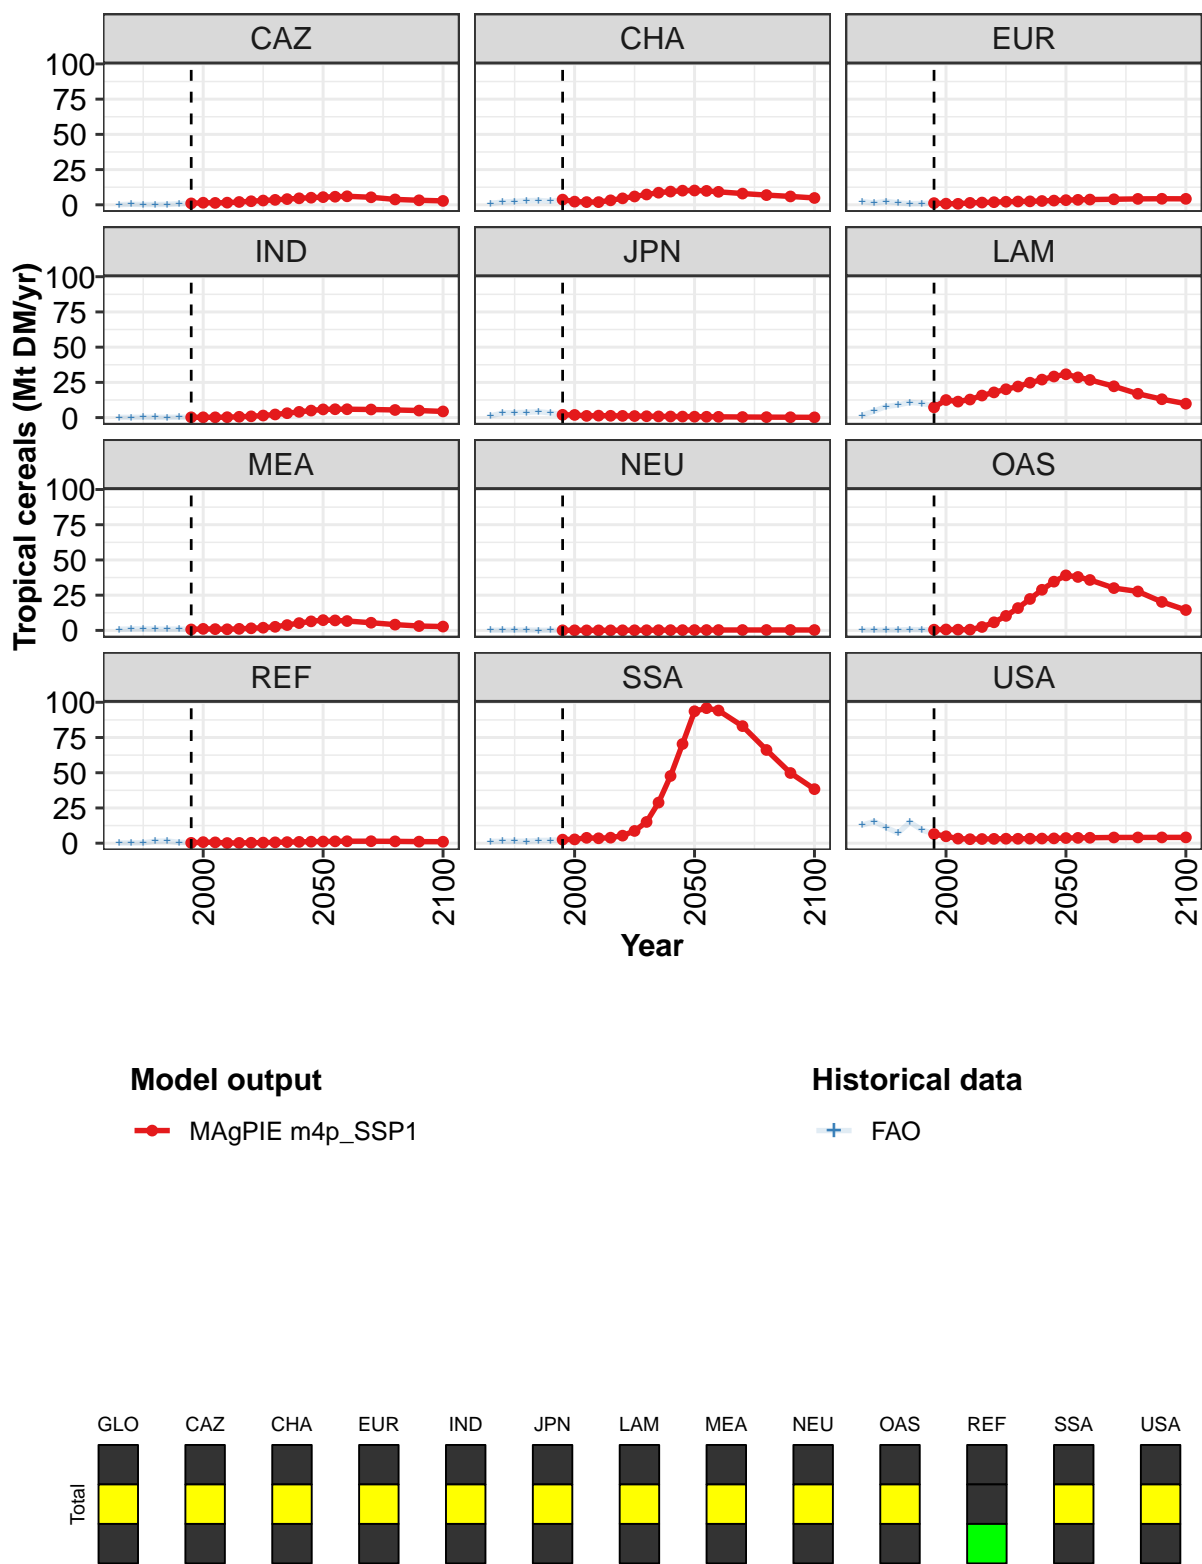 CAZ CHA EUR
100
75
50
25
0
IND JPN LAM
100
75
50
25
0
MEA NEU OAS
100
75
50
25
0
REF SSA USA
100
75
50
25
0
Tropical cereals (Mt DM/yr)
2000 2050 2100 2000 2050 2100 2000 2050 2100
Year
Model output Historical data
MAgPIE m4p_SSP1 FAO
GLO CAZ CHA EUR IND JPN LAM MEA NEU OAS REF SSA USA
Total